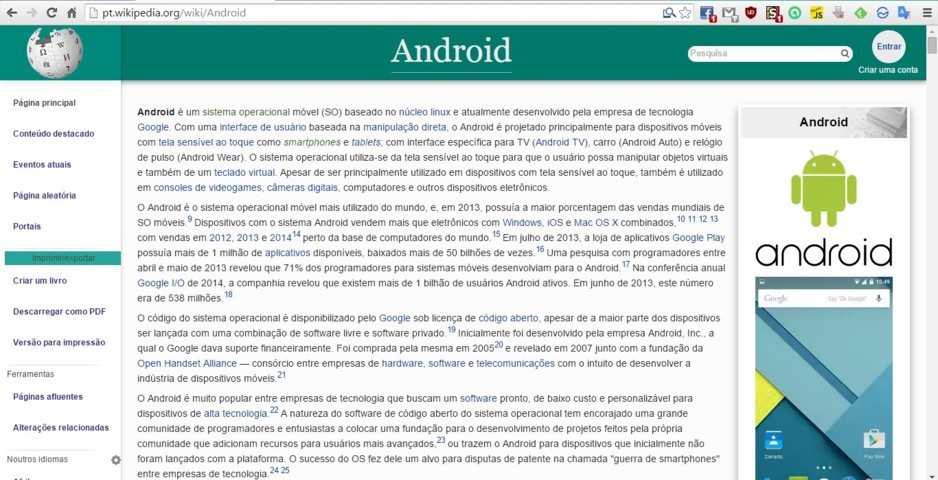 pt.wikipedia.org/wiki/Android
Android
Pesquisa
Entrar
Criar uma conta
Página principal
Conteúdo destacado
Eventos atuais
Página aleatória
Portais
Imprimir/exportar
Criar um livro
Descarregar como PDF
Versão para impressão
Ferramentas
Páginas afluentes
Alterações relacionadas
Noutros idiomas
Android é um sistema operacional móvel (SO) baseado no núcleo linux e atualmente desenvolvido pela empresa de tecnologia
Google. Com uma interface de usuário baseada na manipulação direta, o Android é projetado principalmente para dispositivos móveis
com tela sensível ao toque como smartphones e tablets; com interface específica para TV (Android TV), carro (Android Auto) e relógio
de pulso (Android Wear). O sistema operacional utiliza-se da tela sensível ao toque para que o usuário possa manipular objetos virtuais
e também de um teclado virtual. Apesar de ser principalmente utilizado em dispositivos com tela sensível ao toque, também é utilizado
em consoles de videogames, câmeras digitais, computadores e outros dispositivos eletrônicos.
O Android é o sistema operacional móvel mais utilizado do mundo, e, em 2013, possuía a maior porcentagem das vendas mundiais de
SO móveis.9 Dispositivos com o sistema Android vendem mais que eletrônicos com Windows, iOS e Mac OS X combinados,10 11 12 13
com vendas em 2012, 2013 e 201414 perto da base de computadores do mundo.15 Em julho de 2013, a loja de aplicativos Google Play
possuía mais de 1 milhão de aplicativos disponíveis, baixados mais de 50 bilhões de vezes.16 Uma pesquisa com programadores entre
abril e maio de 2013 revelou que 71% dos programadores para sistemas móveis desenvolviam para o Android.17 Na conferência anual
Google I/O de 2014, a companhia revelou que existem mais de 1 bilhão de usuários Android ativos. Em junho de 2013, este número
era de 538 milhões.18
O código do sistema operacional é disponibilizado pelo Google sob licença de código aberto, apesar de a maior parte dos dispositivos
ser lançada com uma combinação de software livre e software privado.19 Inicialmente foi desenvolvido pela empresa Android, Inc., a
qual o Google dava suporte financeiramente. Foi comprada pela mesma em 200520 e revelado em 2007 junto com a fundação da
Open Handset Alliance — consórcio entre empresas de hardware, software e telecomunicações com o intuito de desenvolver a
indústria de dispositivos móveis.21
O Android é muito popular entre empresas de tecnologia que buscam um software pronto, de baixo custo e personalizável para
dispositivos de alta tecnologia.22 A natureza do software de código aberto do sistema operacional tem encorajado uma grande
comunidade de programadores e entusiastas a colocar uma fundação para o desenvolvimento de projetos feitos pela própria
comunidade que adicionam recursos para usuários mais avançados,23 ou trazem o Android para dispositivos que inicialmente não
foram lançados com a plataforma. O sucesso do OS fez dele um alvo para disputas de patente na chamada "guerra de smartphones"
entre empresas de tecnologia.24 25
Android
android
Google
Say "Ok Google"
Contacts
Play Store